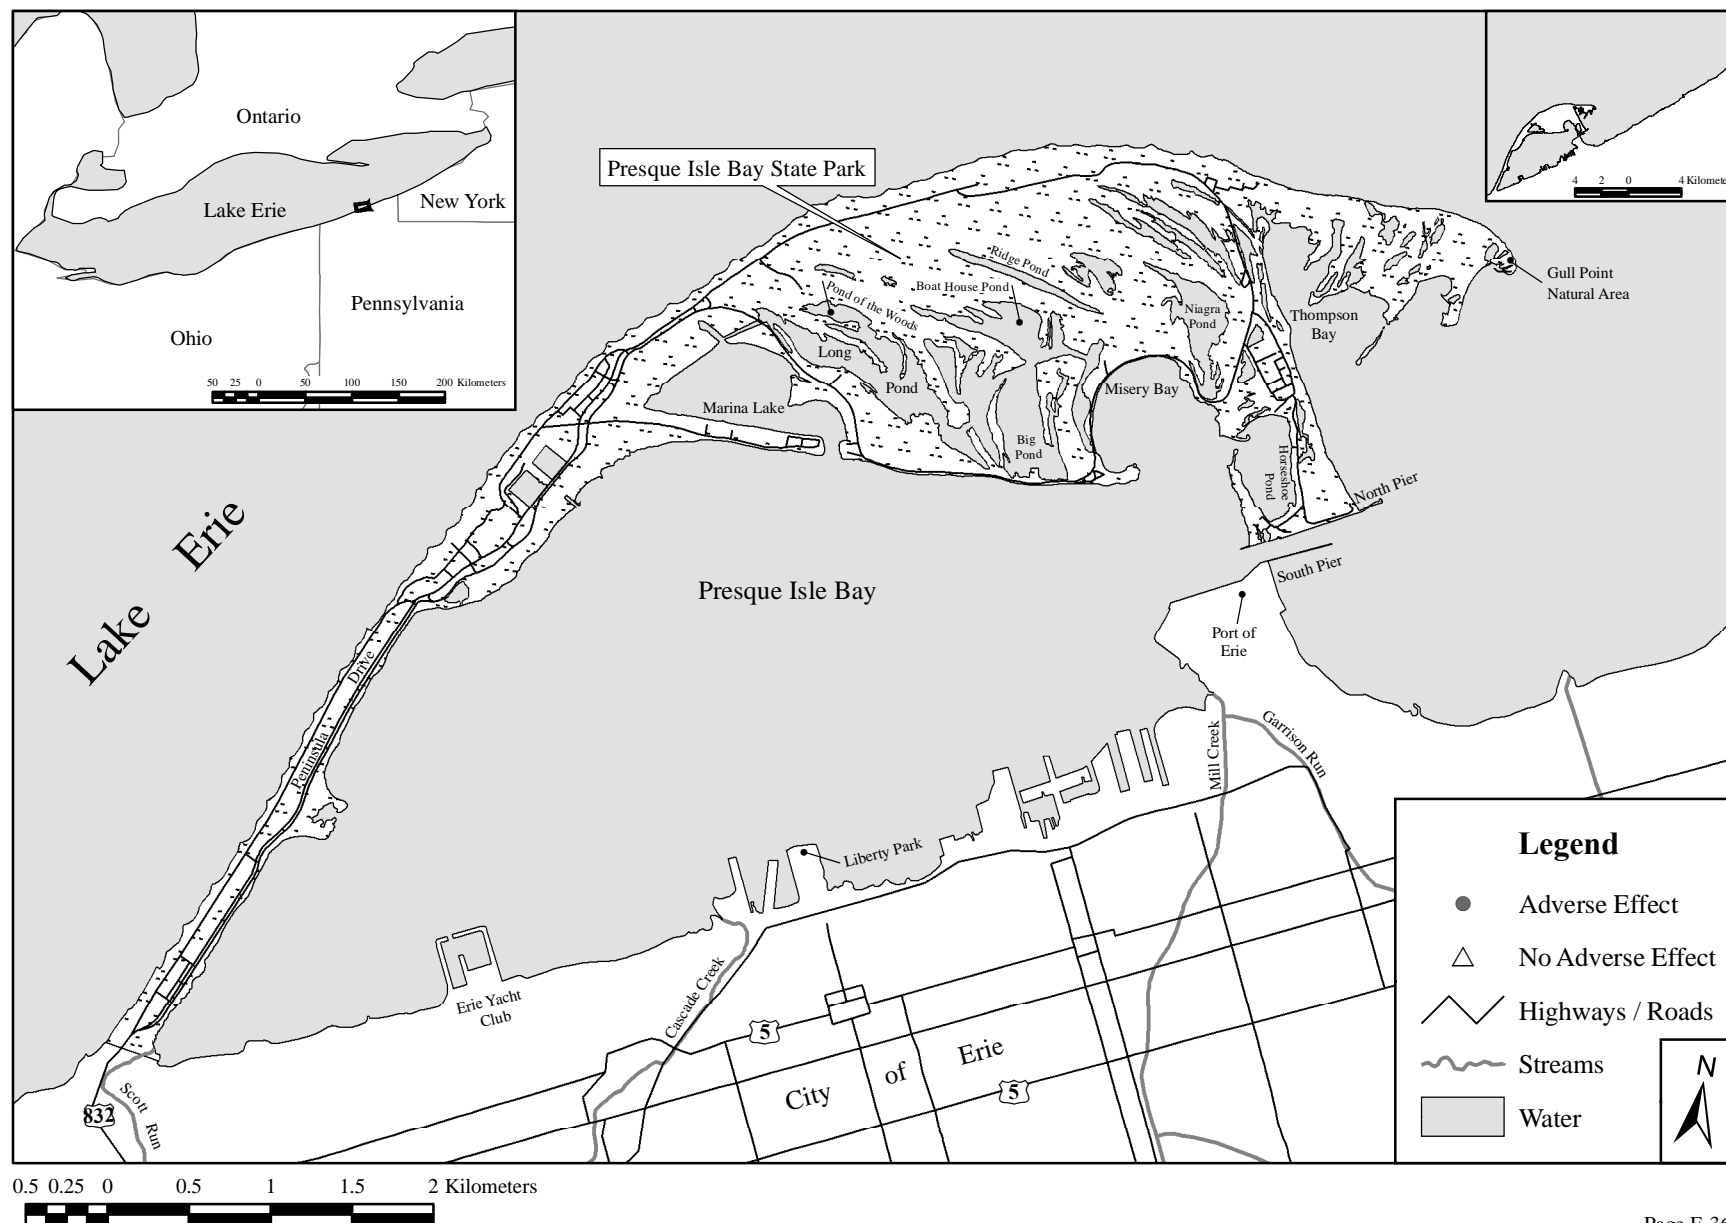 Ontario
Lake Erie
New York
Pennsylvania
Ohio
50 25 0 50 100 150 200 Kilometers
4 2 0 4 Kilomete
Presque Isle Bay State Park
Ridge Pond
Boat House Pond
Pond of the Woods
Niagra
Pond
Long
Pond
Thompson
Bay
Gull Point
Natural Area
Misery Bay
Marina Lake
Big
Pond
Horsesshoe
Pond
North Pier
South Pier
Lake Erie
Presque Isle Bay
Port of
Erie
Peninsula Drive
Mill Creek
Garrison Run
Liberty Park
Erie Yacht
Club
Cascade Creek
5
City of Erie
5
Scott Run
832
Legend
Adverse Effect
No Adverse Effect
Highways / Roads
Streams
Water
N
0.5 0.25 0 0.5 1 1.5 2 Kilometers